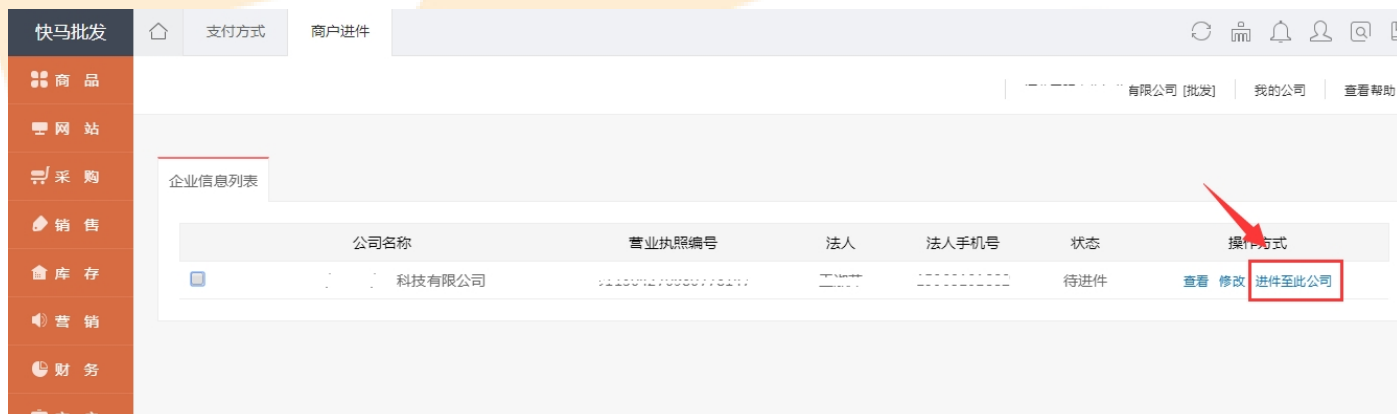 快马批发 支付方式 商户进件
有限公司 [批发] 我的公司 查看帮助
商 品
网 站
采 购
销 售
库 存
营 销
财 务
企业信息列表
公司名称 营业执照编号 法人 法人手机号 状态 操作方式
科技有限公司 待进件 查看 修改 进件至此公司